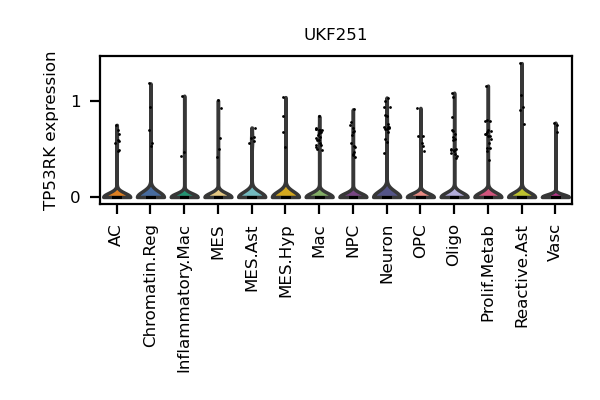 UKF251
TP53RK expression
1
0
AC
Chromatin.Reg
Inflammatory.Mac
MES
MES.Ast
MES.Hyp
Mac
NPC
Neuron
OPC
Oligo
Prolif.Metab
Reactive.Ast
Vasc